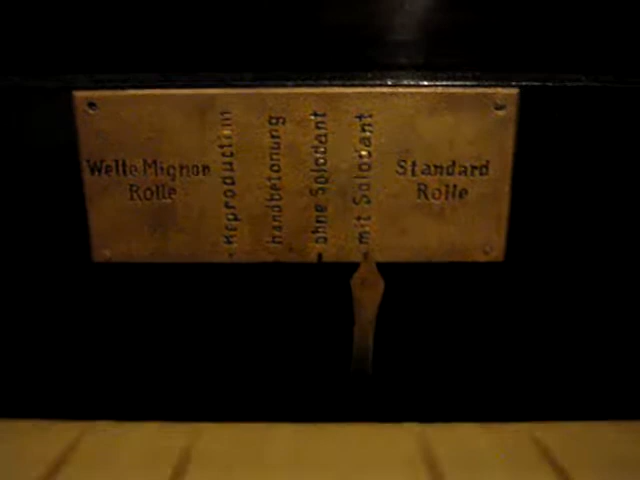 Welte Mignon
Rolle
Reproduction
handbetonung
ohne Solodant
mit Solodant
Standard
Rolle